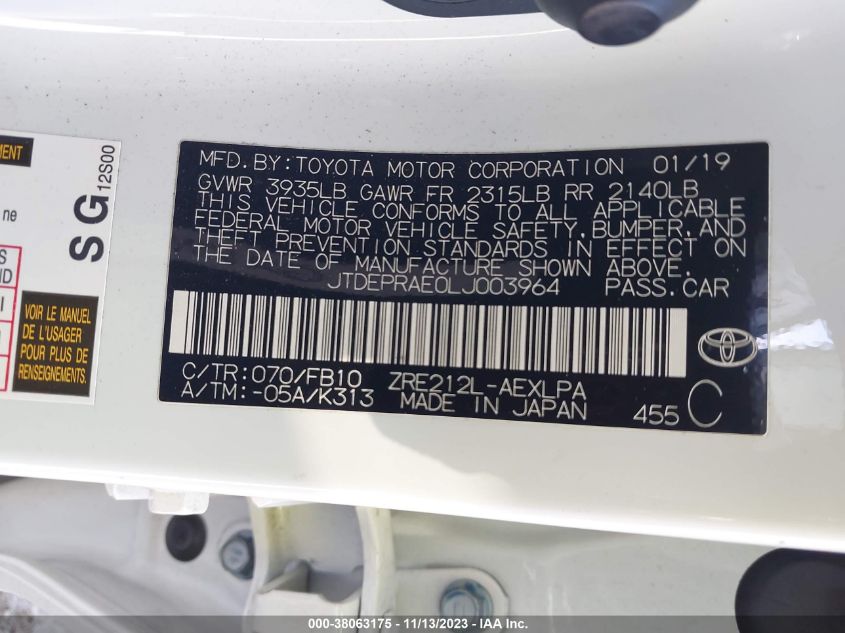 MENT
SG 12S00
ne
S
ND
VOIR LE MANUEL
DE L'USAGER
POUR PLUS DE
RENSEIGNEMENTS.
MFD. BY: TOYOTA MOTOR CORPORATION 01/19
GVWR 3935LB GAWR FR 2315LB RR 2140LB
THIS VEHICLE CONFORMS TO ALL APPLICABLE
FEDERAL MOTOR VEHICLE SAFETY, BUMPER, AND
THEFT PREVENTION STANDARDS IN EFFECT ON
THE DATE OF MANUFACTURE SHOWN ABOVE.
JTDEPRAE0LJ003964 PASS.CAR
C/TR:070/FB10 ZRE212L-AEXLPA
A/TM:-05A/K313 MADE IN JAPAN 455 C
000-38063175 - 11/13/2023 - IAA Inc.